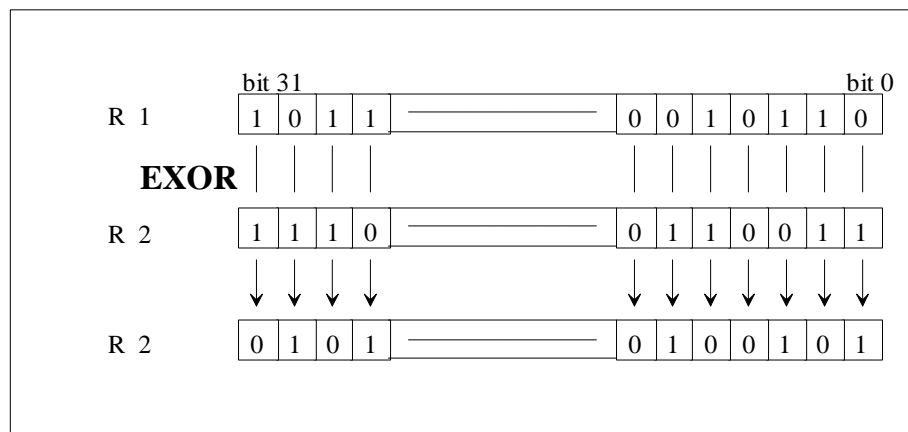 bit 31 bit 0
R 1 1 0 1 1 0 0 1 0 1 1 0
EXOR
R 2 1 1 1 0 0 1 1 0 0 1 1
R 2 0 1 0 1 0 1 0 0 1 0 1